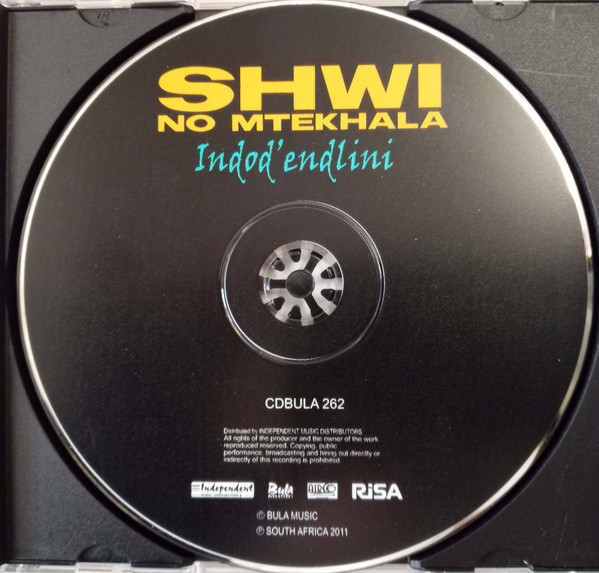 SHWI
NO MTEKHALA
Indod'endlini
CDBULA 262
Distributed by INDEPENDENT MUSIC DISTRIBUTORS
All rights of the producer and the owner of the work
reproduced reserved. Copying, public
performance, broadcasting and hiring out directly or
indirectly of this recording is prohibited.
Independent
Bula
RiSA
© BULA MUSIC
℗ SOUTH AFRICA 2011